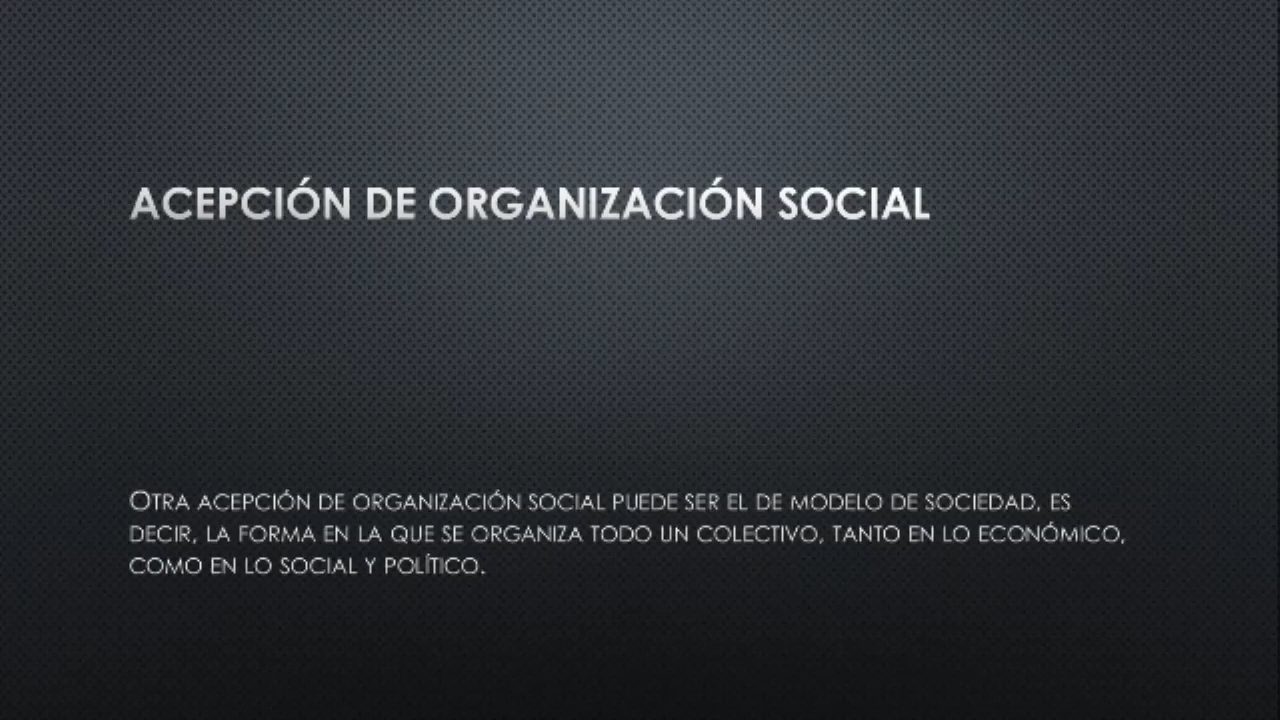 ACEPCIÓN DE ORGANIZACIÓN SOCIAL
OTRA ACEPCIÓN DE ORGANIZACIÓN SOCIAL PUEDE SER EL DE MODELO DE SOCIEDAD, ES
DECIR, LA FORMA EN LA QUE SE ORGANIZA TODO UN COLECTIVO, TANTO EN LO ECONÓMICO,
COMO EN LO SOCIAL Y POLÍTICO.